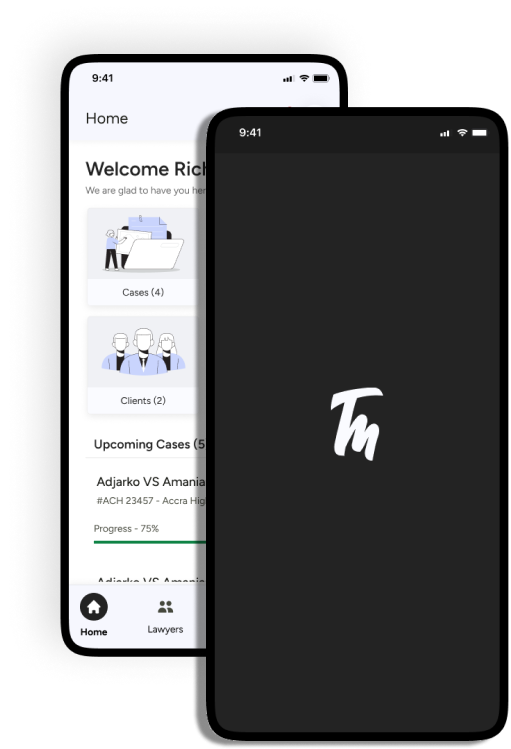 9:41
Home
Welcome Rich
We are glad to have you her
Cases (4)
Clients (2)
Upcoming Cases (5
Adjarko VS Amania
#ACH 23457 - Accra Hig
Progress - 75%
Adjarko VS Amania
Home
Lawyers
9:41
Tm